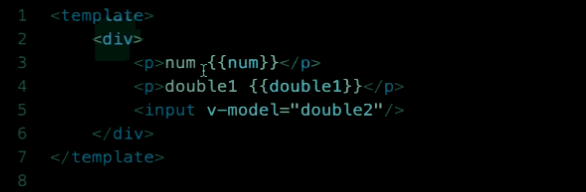 1 <template>
2 <div>
3 <p>num {{num}}</p>
4 <p>double1 {{double1}}</p>
5 <input v-model="double2"/>
6 </div>
7 </template>
8